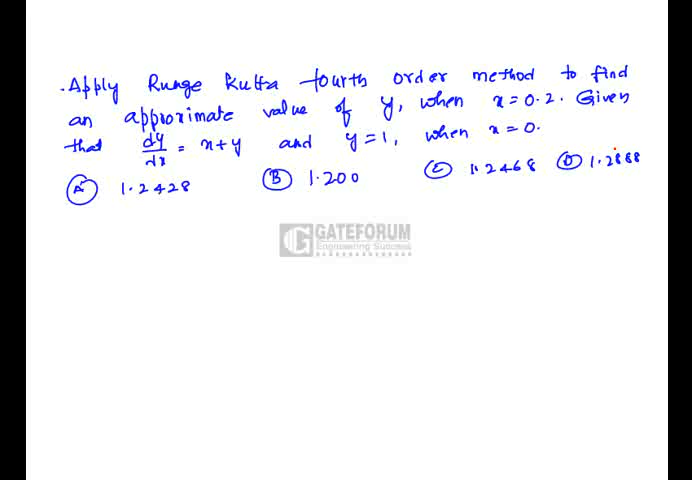 . Apply Runge Kutta fourth order method to find
an approximate value of y, when x = 0.2. Given
that dy/dx = x+y and y=1, when x=0.
(A) 1.2428 (B) 1.200 (C) 1.2468 (D) 1.2888
GATEFORUM
Engineering Success